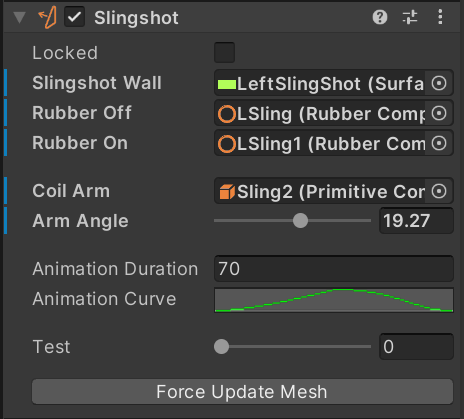 Slingshot
Locked
Slingshot Wall LeftSlingShot (Surfa
Rubber Off LSling (Rubber Comp
Rubber On LSling1 (Rubber Com
Coil Arm Sling2 (Primitive Con
Arm Angle 19.27
Animation Duration 70
Animation Curve
Test 0
Force Update Mesh